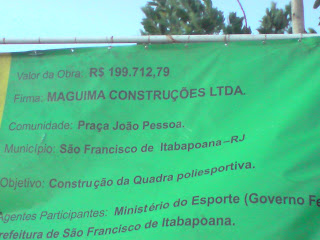 Valor da Obra: R$ 199.712,79
Firma: MAGUIMA CONSTRUÇÕES LTDA.
Comunidade: Praça João Pessoa.
Município: São Francisco de Itabapoana-RJ
Objetivo: Construção da Quadra poliesportiva.
Agentes Participantes: Ministério do Esporte (Governo Fe
refeitura de São Francisco de Itabapoana.